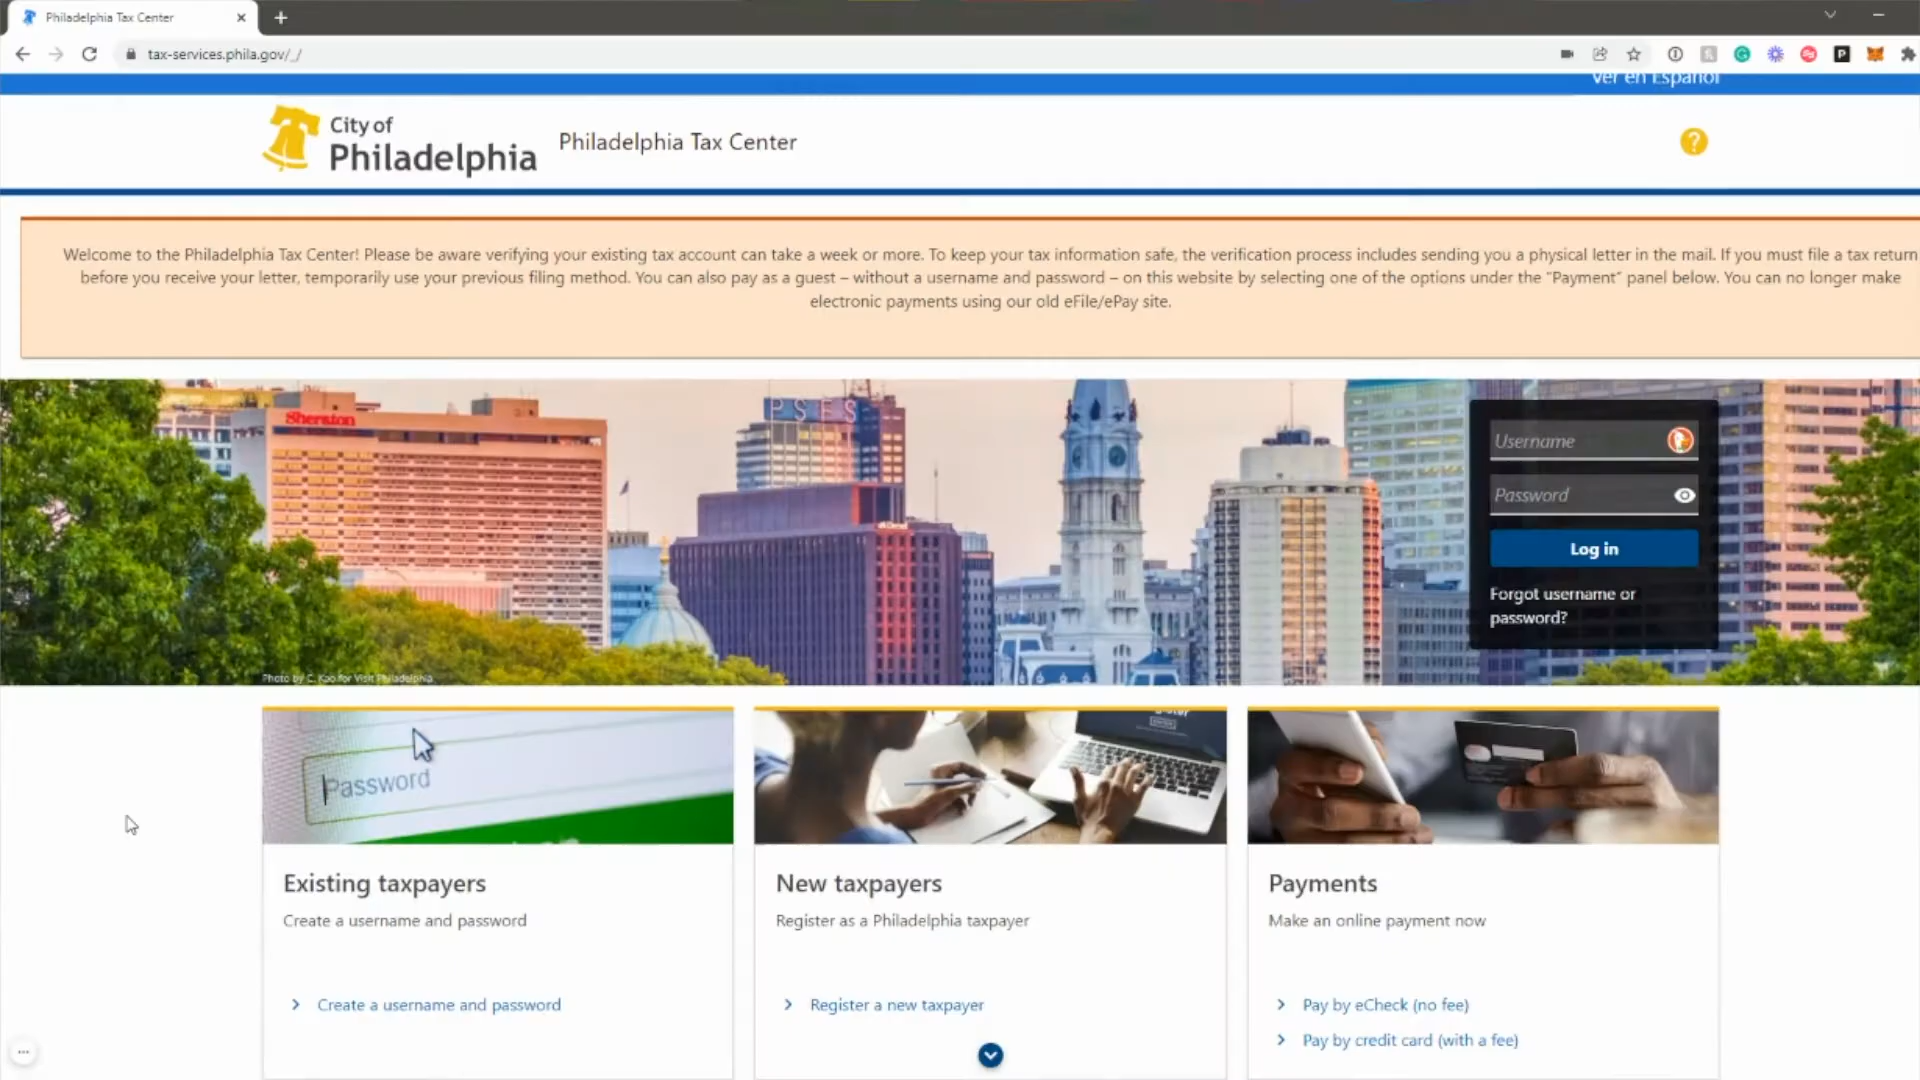 Philadelphia Tax Center
tax-services.phila.gov/_/
Ver en Español
City of
Philadelphia
Philadelphia Tax Center
?
Welcome to the Philadelphia Tax Center! Please be aware verifying your existing tax account can take a week or more. To keep your tax information safe, the verification process includes sending you a physical letter in the mail. If you must file a tax return
before you receive your letter, temporarily use your previous filing method. You can also pay as a guest – without a username and password – on this website by selecting one of the options under the "Payment" panel below. You can no longer make
electronic payments using our old eFile/ePay site.
Sheraton
PSFS
Username
Password
Log in
Forgot username or
password?
Photo by C. Kao for Visit Philadelphia
Password
Existing taxpayers
Create a username and password
Create a username and password
New taxpayers
Register as a Philadelphia taxpayer
Register a new taxpayer
Payments
Make an online payment now
Pay by eCheck (no fee)
Pay by credit card (with a fee)